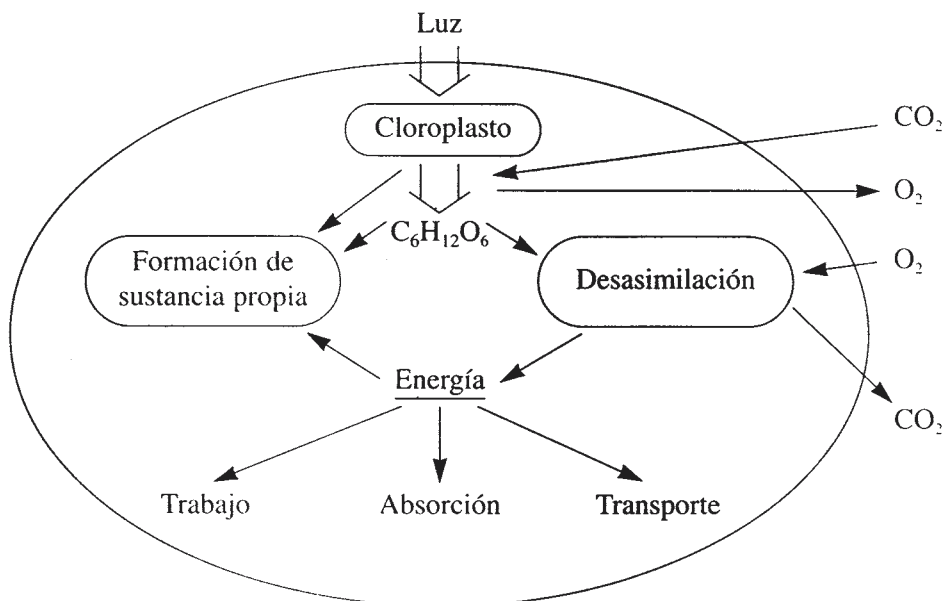 Luz
Cloroplasto
CO₂
O₂
C₆H₁₂O₆
Formación de
sustancia propia
Desasimilación
O₂
Energía
CO₂
Trabajo
Absorción
Transporte